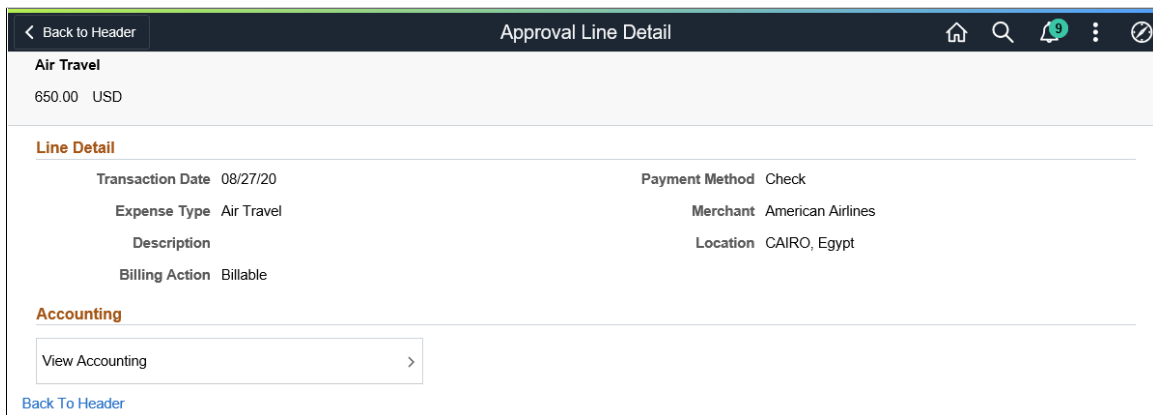 Back to Header
Approval Line Detail
9
Air Travel
650.00 USD
Line Detail
Transaction Date 08/27/20
Payment Method Check
Expense Type Air Travel
Merchant American Airlines
Description
Location CAIRO, Egypt
Billing Action Billable
Accounting
View Accounting
Back To Header